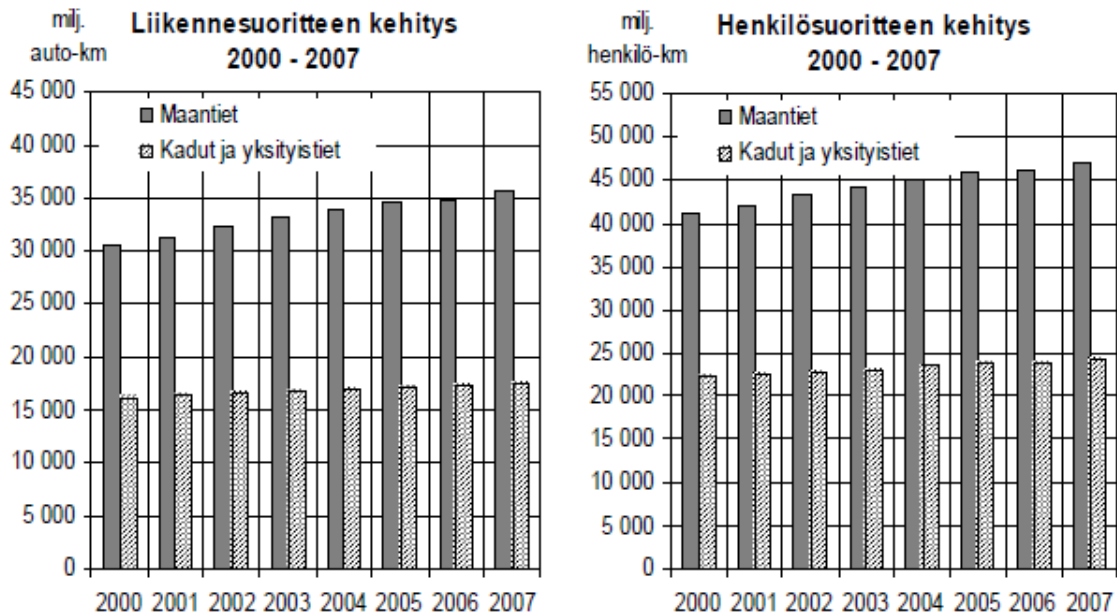 milj.
auto-km
Liikennesuoritteen kehitys
2000 - 2007
45 000
40 000
35 000
30 000
25 000
20 000
15 000
10 000
5 000
0
Maantiet
Kadut ja yksityistiet
2000 2001 2002 2003 2004 2005 2006 2007
milj.
henkilö-km
Henkilösuoritteen kehitys
2000 - 2007
55 000
50 000
45 000
40 000
35 000
30 000
25 000
20 000
15 000
10 000
5 000
0
Maantiet
Kadut ja yksityistiet
2000 2001 2002 2003 2004 2005 2006 2007